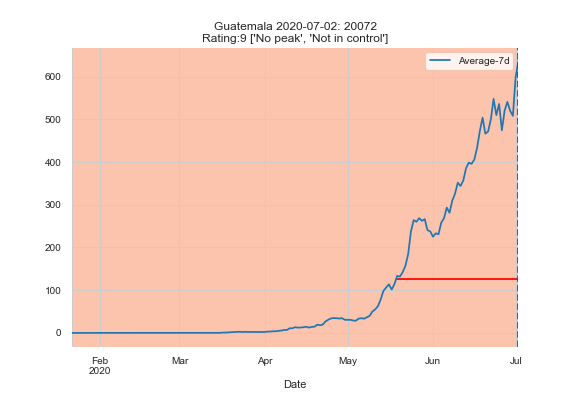 Guatemala 2020-07-02: 20072
Rating:9 ['No peak', 'Not in control']
Average-7d
600
500
400
300
200
100
0
Feb
2020
Mar
Apr
May
Jun
Jul
Date